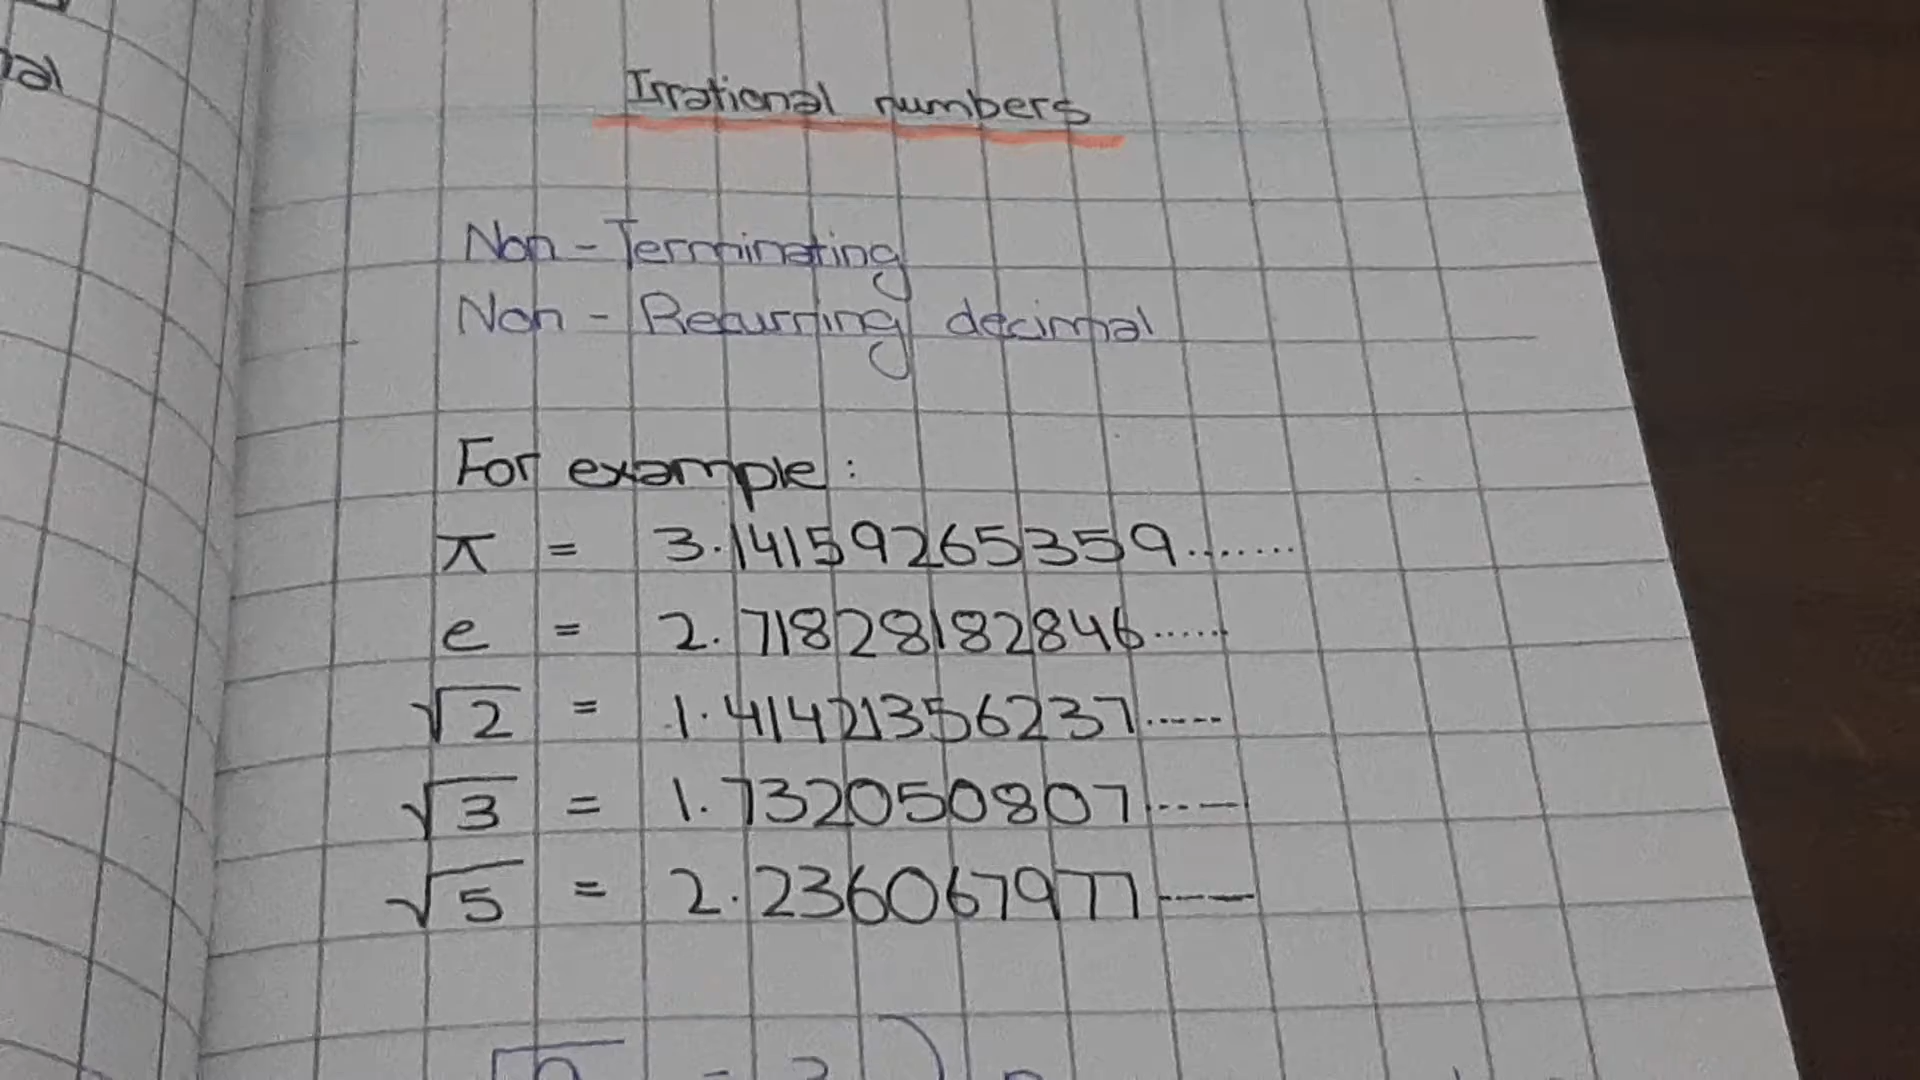 Irrational numbers
Non - Terminating
Non - Recurring decimal
For example :
π = 3.14159265359.......
e = 2.71828182846.....
√2 = 1.41421356237.....
√3 = 1.732050807....
√5 = 2.236067977----